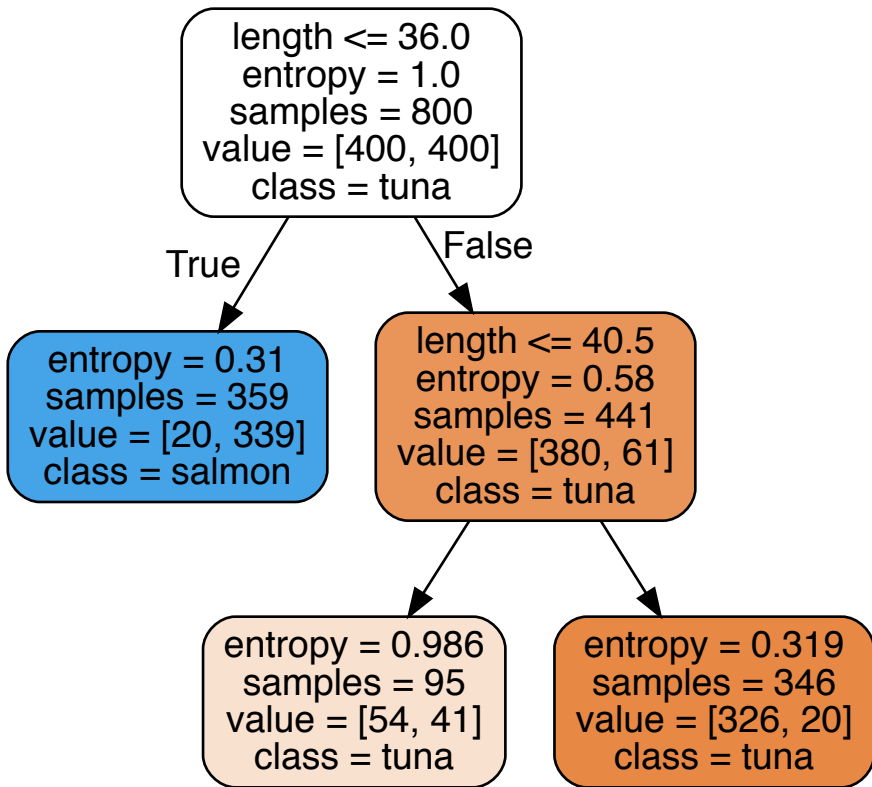 length <= 36.0
entropy = 1.0
samples = 800
value = [400, 400]
class = tuna
True
False
entropy = 0.31
samples = 359
value = [20, 339]
class = salmon
length <= 40.5
entropy = 0.58
samples = 441
value = [380, 61]
class = tuna
entropy = 0.986
samples = 95
value = [54, 41]
class = tuna
entropy = 0.319
samples = 346
value = [326, 20]
class = tuna